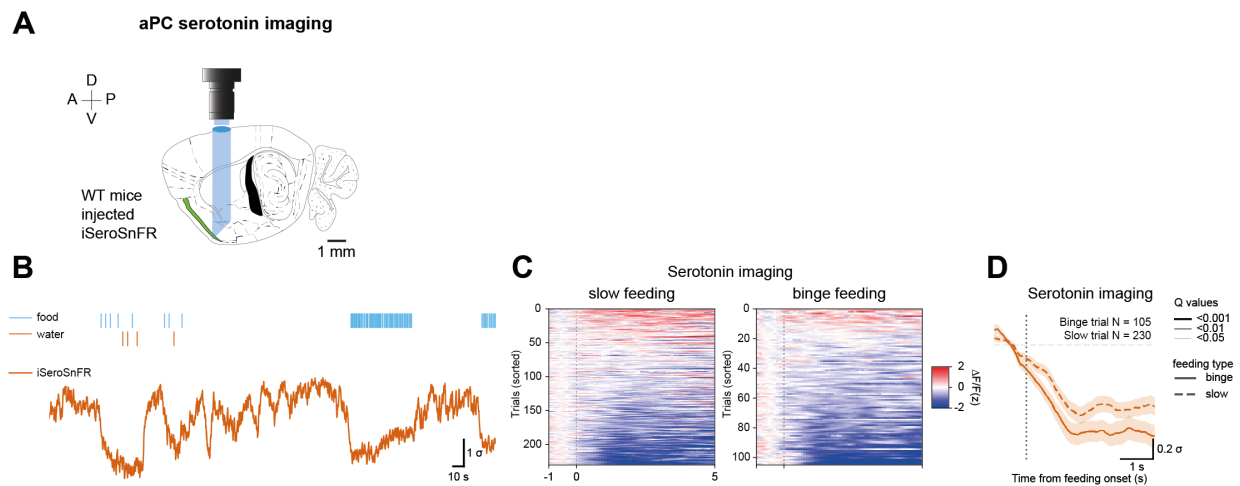 A
aPC serotonin imaging
D
A
P
V
WT mice
injected
iSeroSnFR
1 mm
B
food
water
iSeroSnFR
1 σ
10 s
C
Serotonin imaging
slow feeding
binge feeding
Trials (sorted)
0
50
100
150
200
-1
0
5
Trials (sorted)
0
20
40
60
80
100
2
0
-2
ΔF/F(z)
D
Serotonin imaging
Binge trial N = 105
Slow trial N = 230
Q values
<0.001
<0.01
<0.05
feeding type
binge
slow
0.2 σ
1 s
Time from feeding onset (s)